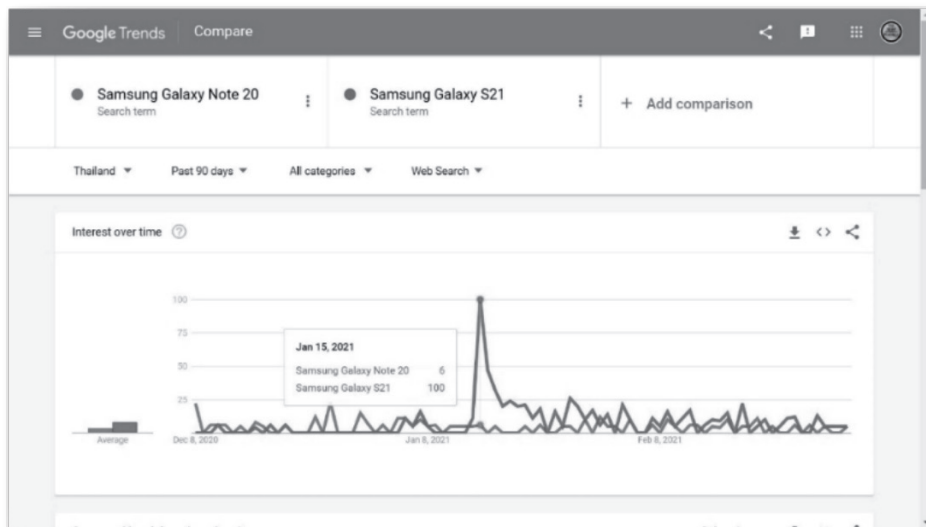 Google Trends Compare
Samsung Galaxy Note 20
Search term
Samsung Galaxy S21
Search term
+ Add comparison
Thailand Past 90 days All categories Web Search
Interest over time
100
75
50
25
Jan 15, 2021
Samsung Galaxy Note 20 6
Samsung Galaxy S21 100
Average
Dec 8, 2020 Jan 8, 2021 Feb 8, 2021